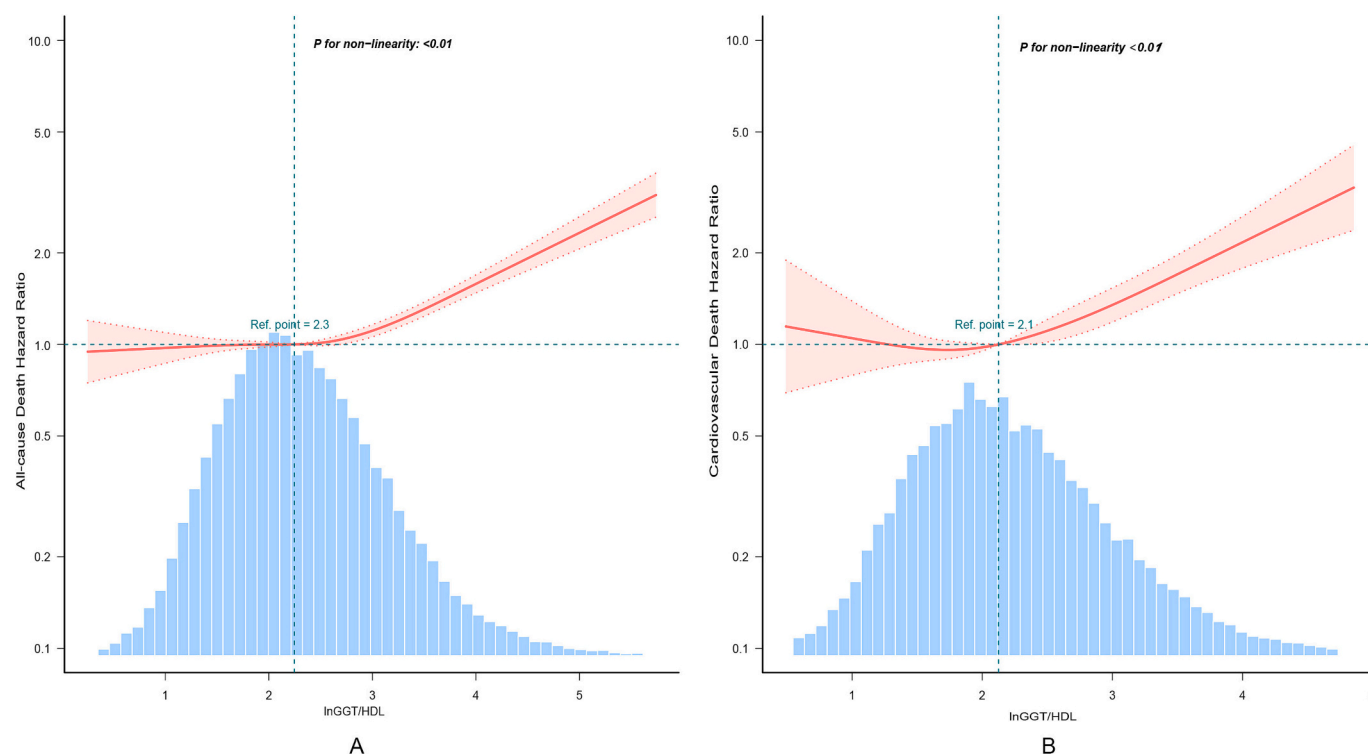 P for non−linearity: <0.01
All-cause Death Hazard Ratio
10.0
5.0
2.0
1.0
0.5
0.2
0.1
Ref. point = 2.3
1 2 3 4 5
lnGGT/HDL
A
P for non−linearity <0.01
Cardiovascular Death Hazard Ratio
10.0
5.0
2.0
1.0
0.5
0.2
0.1
Ref. point = 2.1
1 2 3 4
lnGGT/HDL
B